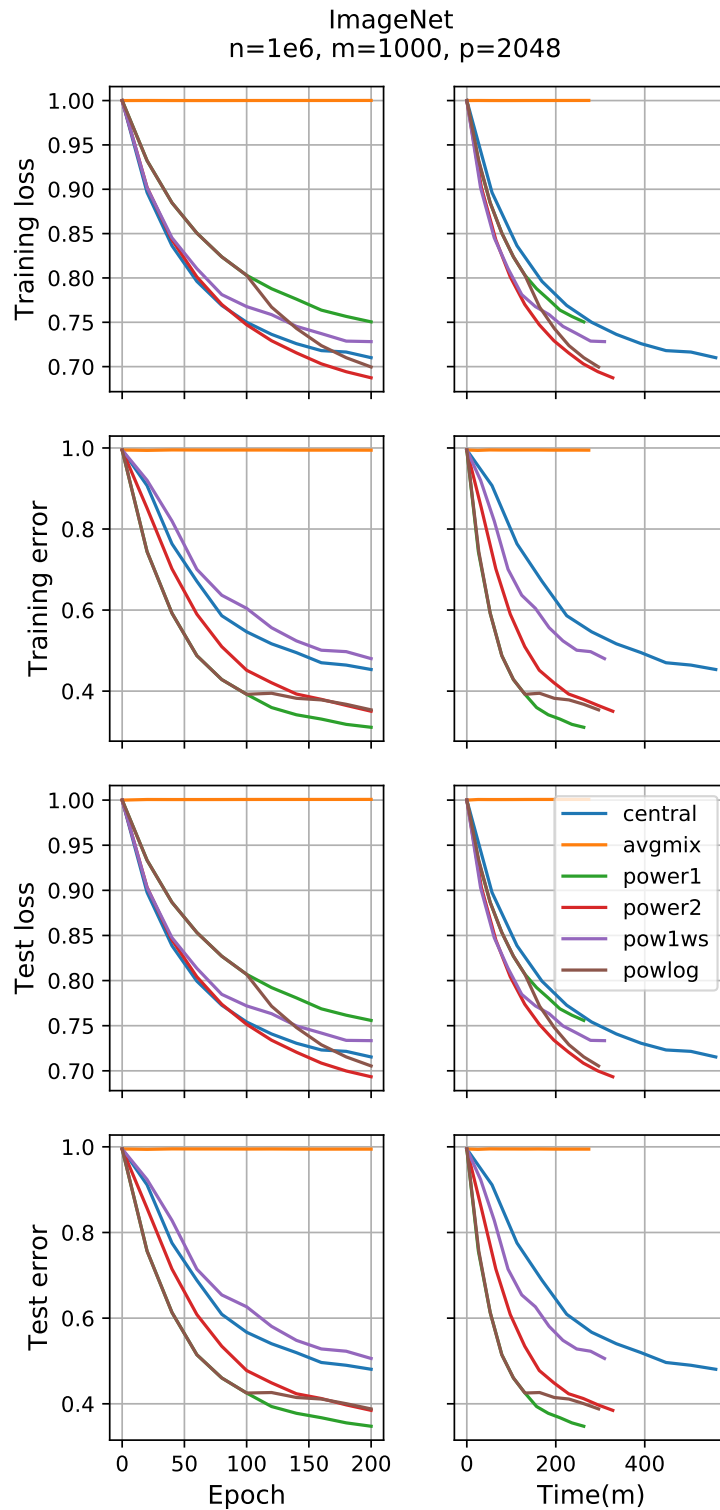 ImageNet
n=1e6, m=1000, p=2048
Training loss
1.00
0.95
0.90
0.85
0.80
0.75
0.70
Training error
1.0
0.8
0.6
0.4
Test loss
1.00
0.95
0.90
0.85
0.80
0.75
0.70
central
avgmix
power1
power2
pow1ws
powlog
Test error
1.0
0.8
0.6
0.4
0 50 100 150 200
0 200 400
Epoch
Time(m)